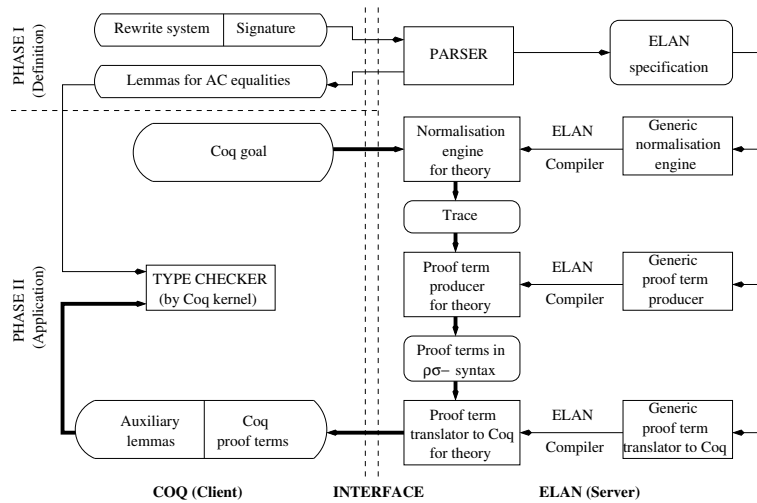 PHASE I
(Definition)
Rewrite system
Signature
Lemmas for AC equalities
PARSER
ELAN
specification
PHASE II
(Application)
Coq goal
Normalisation
engine
for theory
ELAN
Compiler
Generic
normalisation
engine
Trace
TYPE CHECKER
(by Coq kernel)
Proof term
producer
for theory
ELAN
Compiler
Generic
proof term
producer
Proof terms in
ρσ− syntax
Auxiliary
lemmas
Coq
proof terms
Proof term
translator to Coq
for theory
ELAN
Compiler
Generic
proof term
translator to Coq
COQ (Client)
INTERFACE
ELAN (Server)